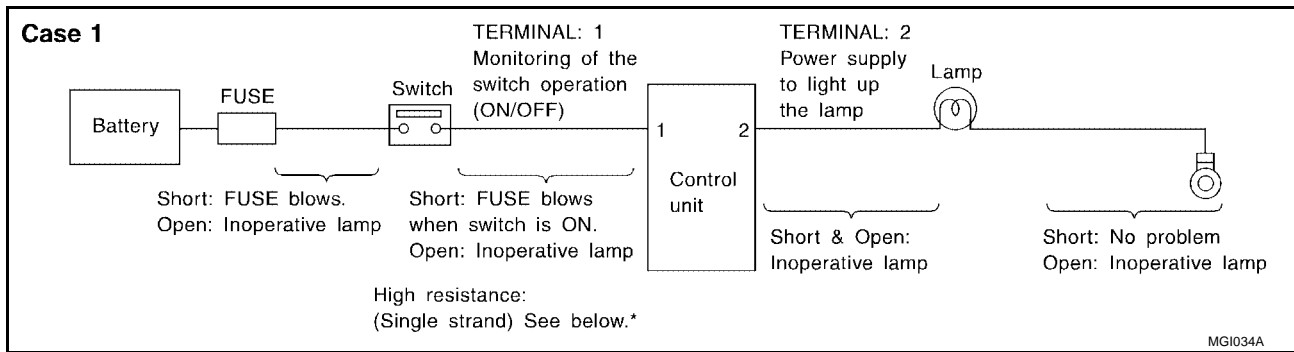 Case 1
Battery
FUSE
Switch
TERMINAL: 1
Monitoring of the
switch operation
(ON/OFF)
TERMINAL: 2
Power supply
to light up
the lamp
Lamp
1
2
Control
unit
Short: FUSE blows.
Open: Inoperative lamp
Short: FUSE blows
when switch is ON.
Open: Inoperative lamp
Short & Open:
Inoperative lamp
Short: No problem
Open: Inoperative lamp
High resistance:
(Single strand) See below.*
MGI034A